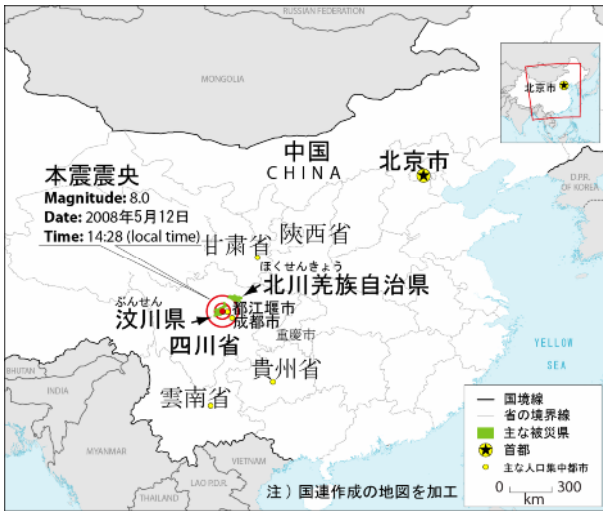 RUSSIAN FEDERATION
MONGOLIA
北京市
中国
CHINA
北京市
D.P.R.
OF KOREA
本震震央
Magnitude: 8.0
Date: 2008年5月12日
Time: 14:28 (local time)
甘粛省
陝西省
ほくせんきょう
北川羌族自治県
ぶんせん
汶川県
都江堰市
成都市
四川省
重慶市
貴州省
雲南省
YELLOW
SEA
BHUTAN
INDIA
MYANMAR
VIETNAM
LAO P.D.R.
THAILAND
国境線
省の境界線
主な被災県
首都
主な人口集中都市
0 300
km
注）国連作成の地図を加工